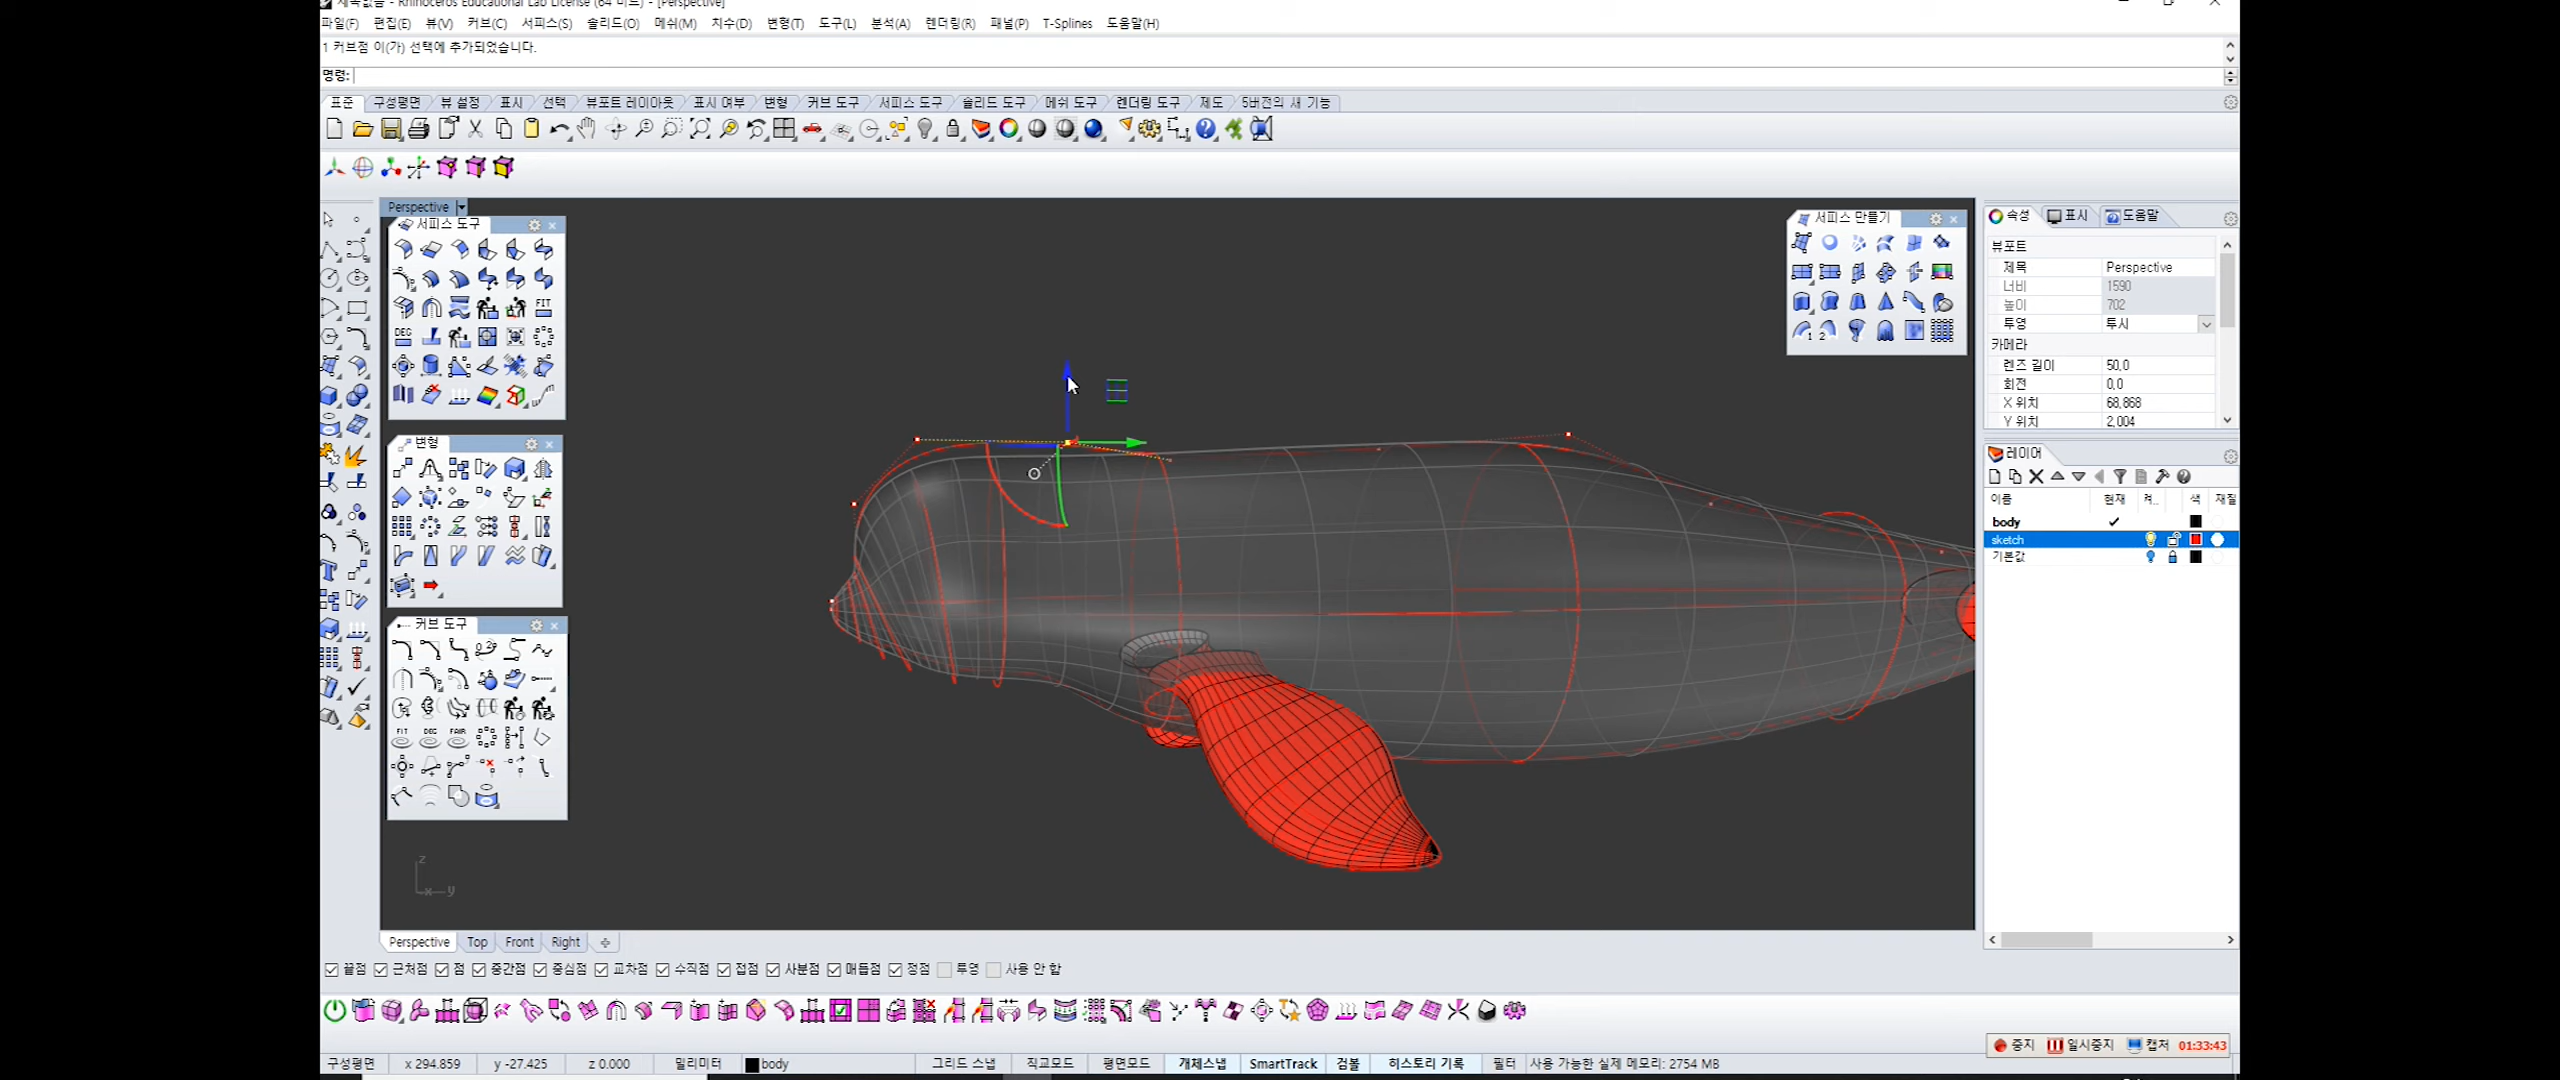 제목없음 - Rhinoceros Educational Lab License (64 비트) - [Perspective]
파일(F) 편집(E) 뷰(V) 커브(C) 서피스(S) 솔리드(O) 메쉬(M) 치수(D) 변형(T) 도구(L) 분석(A) 렌더링(R) 패널(P) T-Splines 도움말(H)
1 커브점 이(가) 선택에 추가되었습니다.
명령:
표준 구성평면 뷰 설정 표시 선택 뷰포트 레이아웃 표시 여부 변형 커브 도구 서피스 도구 솔리드 도구 메쉬 도구 렌더링 도구 제도 5버전의 새 기능
Perspective
서피스 도구
FIT
DEG
변형
커브 도구
FIT DEG FAIR
서피스 만들기
1 2
속성 표시 도움말
뷰포트
제목 Perspective
너비 1590
높이 702
투영 투시
카메라
렌즈 길이 50,0
회전 0,0
X 위치 68,868
Y 위치 2,004
레이어
이름 현재 켜.. 색 재질
body
sketch
기본값
z
x y
Perspective Top Front Right
끝점 근처점 점 중간점 중심점 교차점 수직점 접점 사분점 매듭점 정점 투영 사용 안 함
중지 일시중지 캡처 01:33:43
구성평면 x 294.859 y -27.425 z 0.000 밀리미터 body 그리드 스냅 직교모드 평면모드 개체스냅 SmartTrack 검볼 히스토리 기록 필터 사용 가능한 실제 메모리: 2754 MB